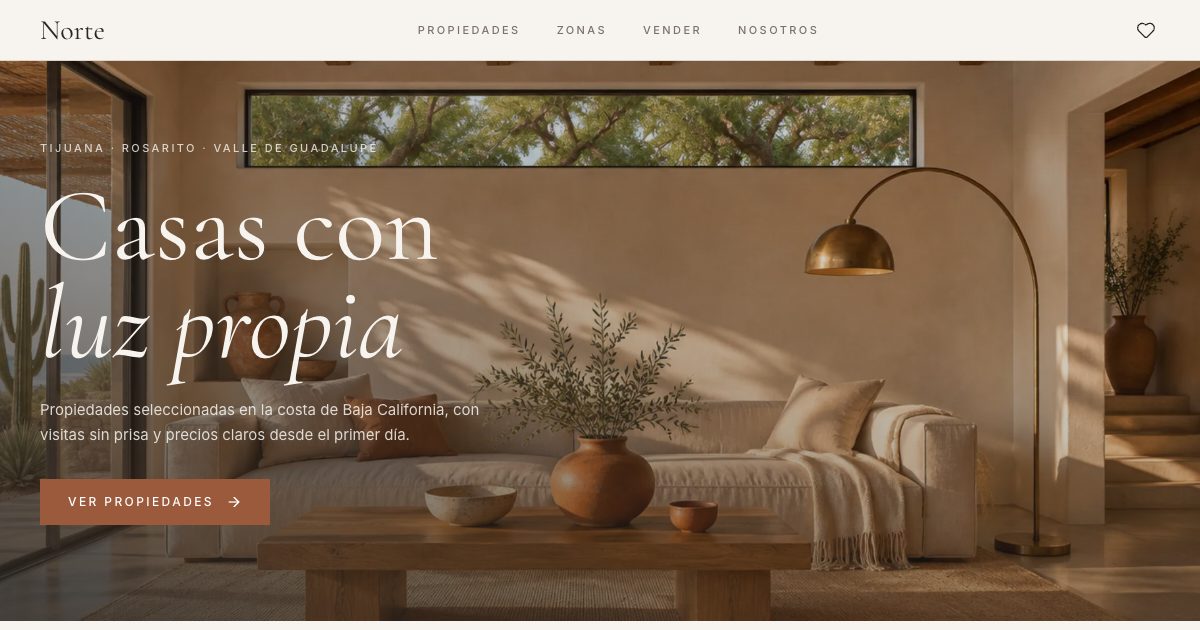 Norte
PROPIEDADES ZONAS VENDER NOSOTROS
TIJUANA · ROSARITO · VALLE DE GUADALUPE
Casas con
luz propia
Propiedades seleccionadas en la costa de Baja California, con
visitas sin prisa y precios claros desde el primer día.
VER PROPIEDADES →